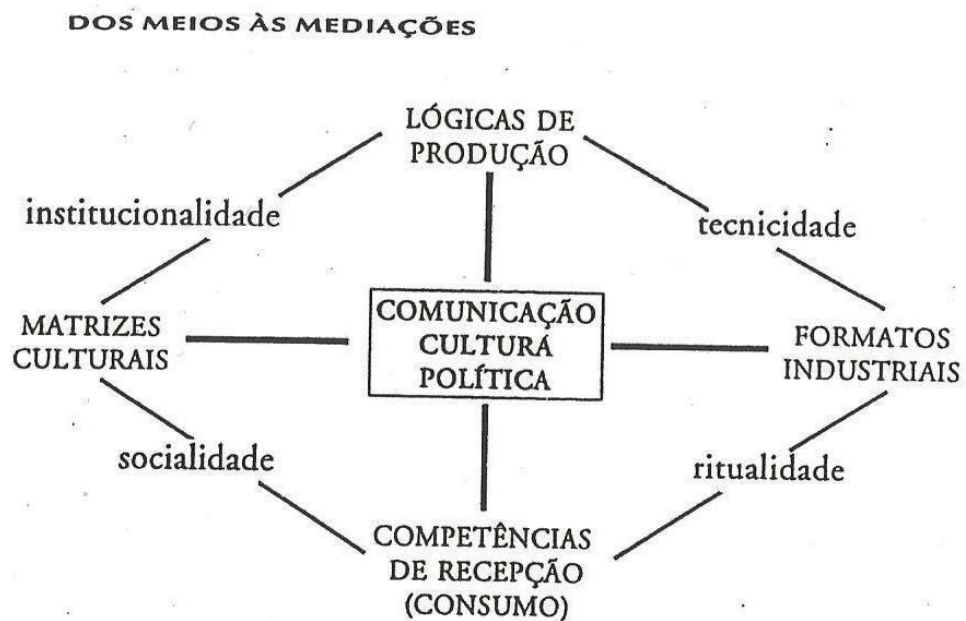 DOS MEIOS ÀS MEDIAÇÕES
LÓGICAS DE
PRODUÇÃO
institucionalidade
tecnicidade
MATRIZES
CULTURAIS
COMUNICAÇÃO
CULTURA
POLÍTICA
FORMATOS
INDUSTRIAIS
socialidade
ritualidade
COMPETÊNCIAS
DE RECEPÇÃO
(CONSUMO)